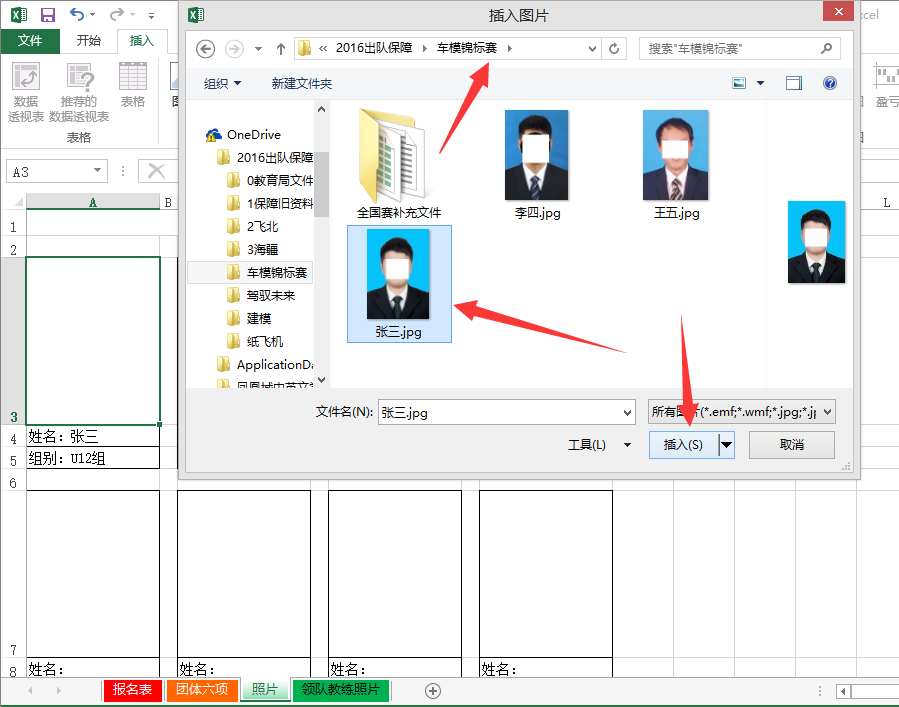 插入图片
xcel
文件 开始 插入
数据透视表
推荐的数据透视表
表格
表格
盈亏
« 2016出队保障 车模锦标赛
搜索"车模锦标赛"
组织 新建文件夹
OneDrive
2016出队保障
0教育局文件
1保障旧资料
2飞北
3海疆
车模锦标赛
驾驭未来
建模
纸飞机
ApplicationDa
全国赛补充文件
李四.jpg
王五.jpg
张三.jpg
文件名(N): 张三.jpg
所有图片(*.emf;*.wmf;*.jpg;*.jp
工具(L) 插入(S) 取消
A3
A B L
1
2
3
4 姓名：张三
5 组别：U12组
6
7
8 姓名： 姓名： 姓名： 姓名：
报名表 团体六项 照片 领队教练照片